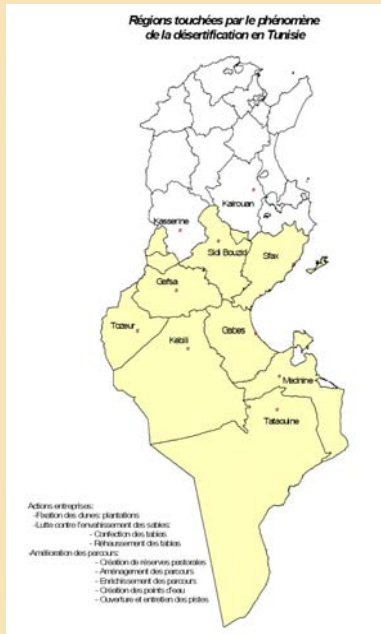 Régions touchées par le phénomène
de la désertification en Tunisie
Kairouan
Kasserine
Sidi Bouzid
Sfax
Gafsa
Tozeur
Gabes
Kébili
Mednine
Tataouine
Actions entreprises:
-Fixation des dunes: plantations
-Lutte contre l'envahissement des sables:
- Confection des tabias
- Réhaussement des tabias
-Amélioration des parcours:
- Création de réserves pastorales
- Aménagement des parcours
- Enrichissement des parcours
- Création des points d'eau
- Ouverture et entretien des pistes